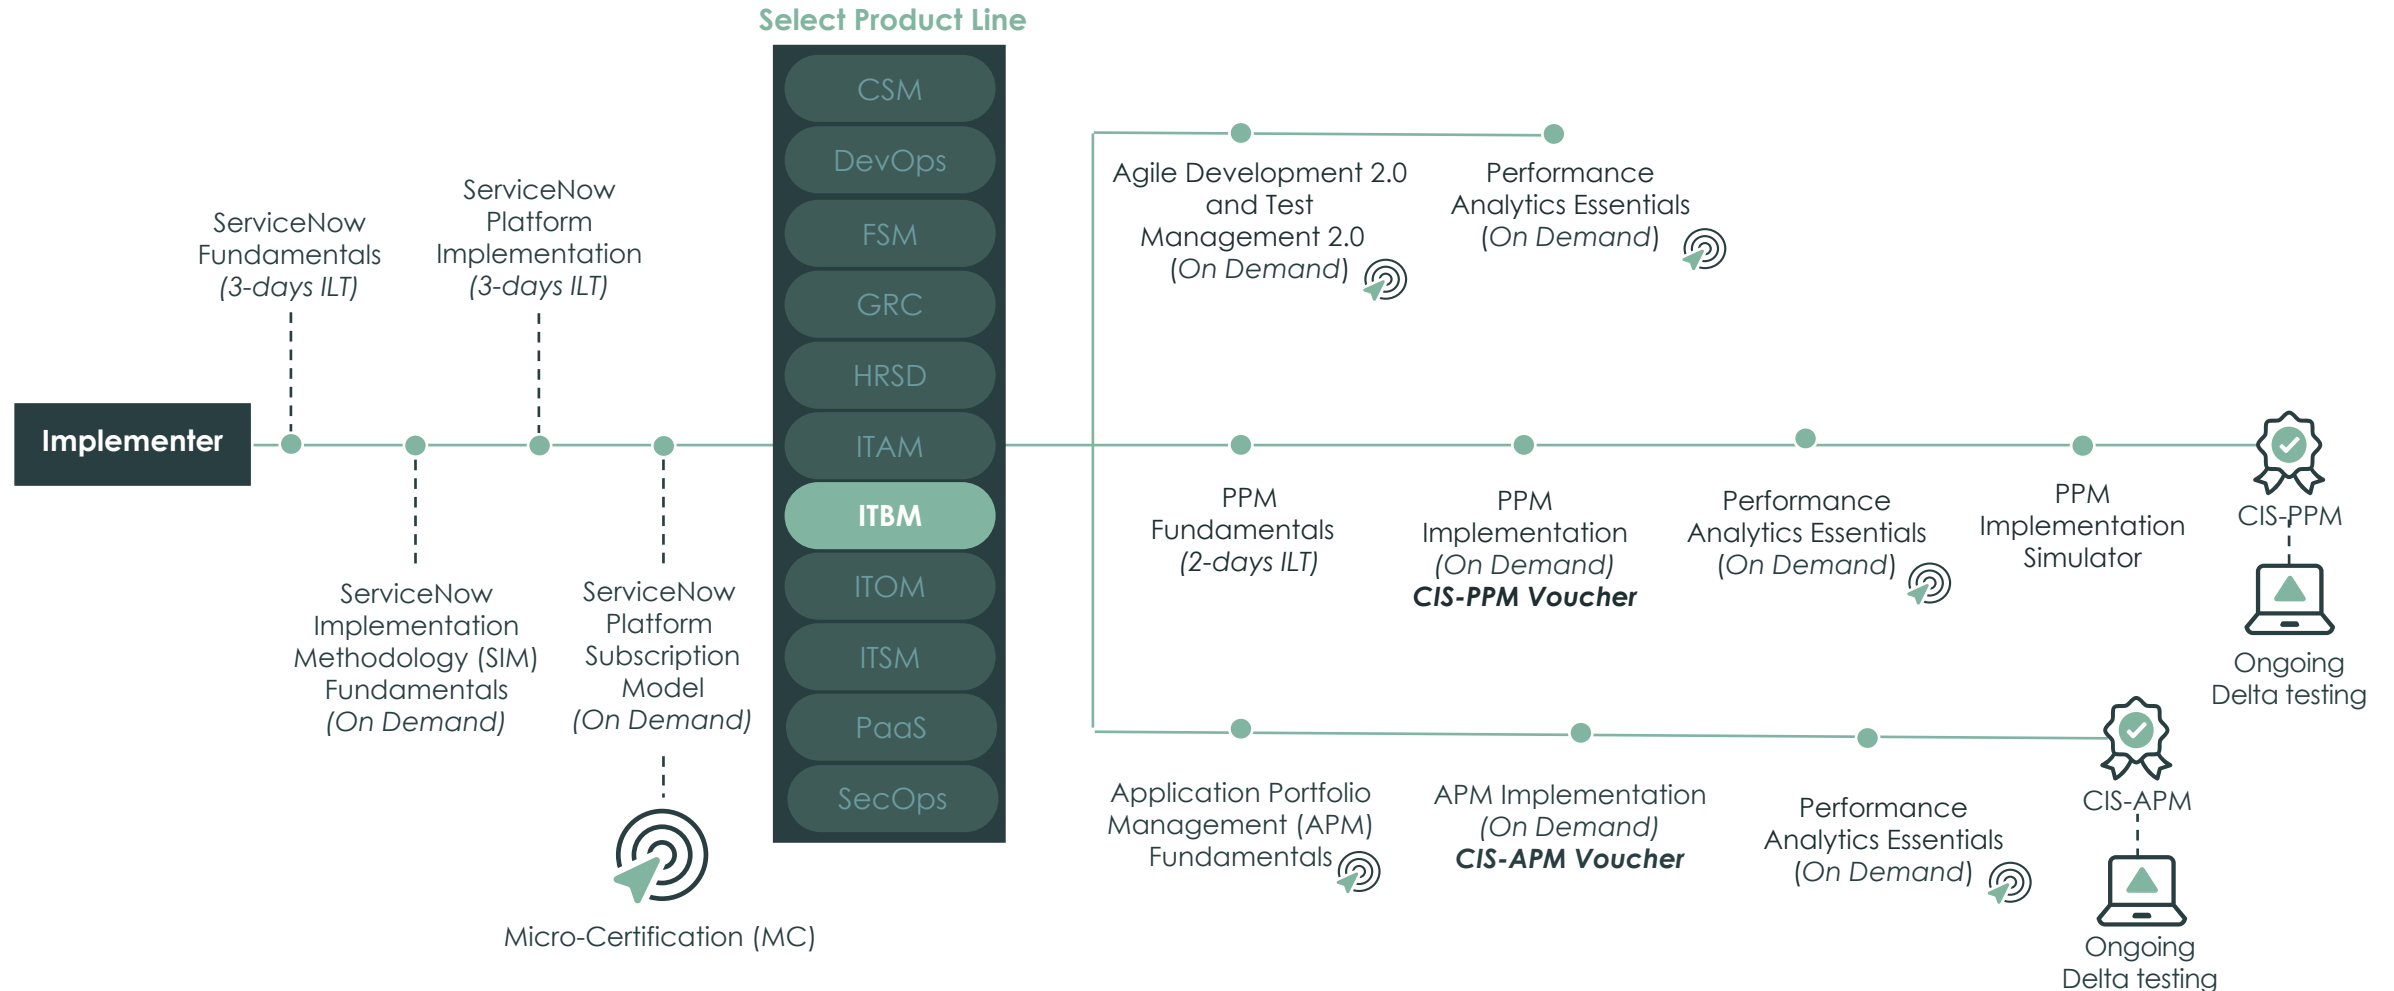 Select Product Line
CSM
DevOps
FSM
GRC
HRSD
ITAM
ITBM
ITOM
ITSM
PaaS
SecOps
Implementer
ServiceNow
Fundamentals
(3-days ILT)
ServiceNow
Implementation
Methodology (SIM)
Fundamentals
(On Demand)
ServiceNow
Platform
Implementation
(3-days ILT)
ServiceNow
Platform
Subscription
Model
(On Demand)
Micro-Certification (MC)
Agile Development 2.0
and Test
Management 2.0
(On Demand)
Performance
Analytics Essentials
(On Demand)
PPM
Fundamentals
(2-days ILT)
PPM
Implementation
(On Demand)
CIS-PPM Voucher
Performance
Analytics Essentials
(On Demand)
PPM
Implementation
Simulator
CIS-PPM
Ongoing
Delta testing
Application Portfolio
Management (APM)
Fundamentals
APM Implementation
(On Demand)
CIS-APM Voucher
Performance
Analytics Essentials
(On Demand)
CIS-APM
Ongoing
Delta testing